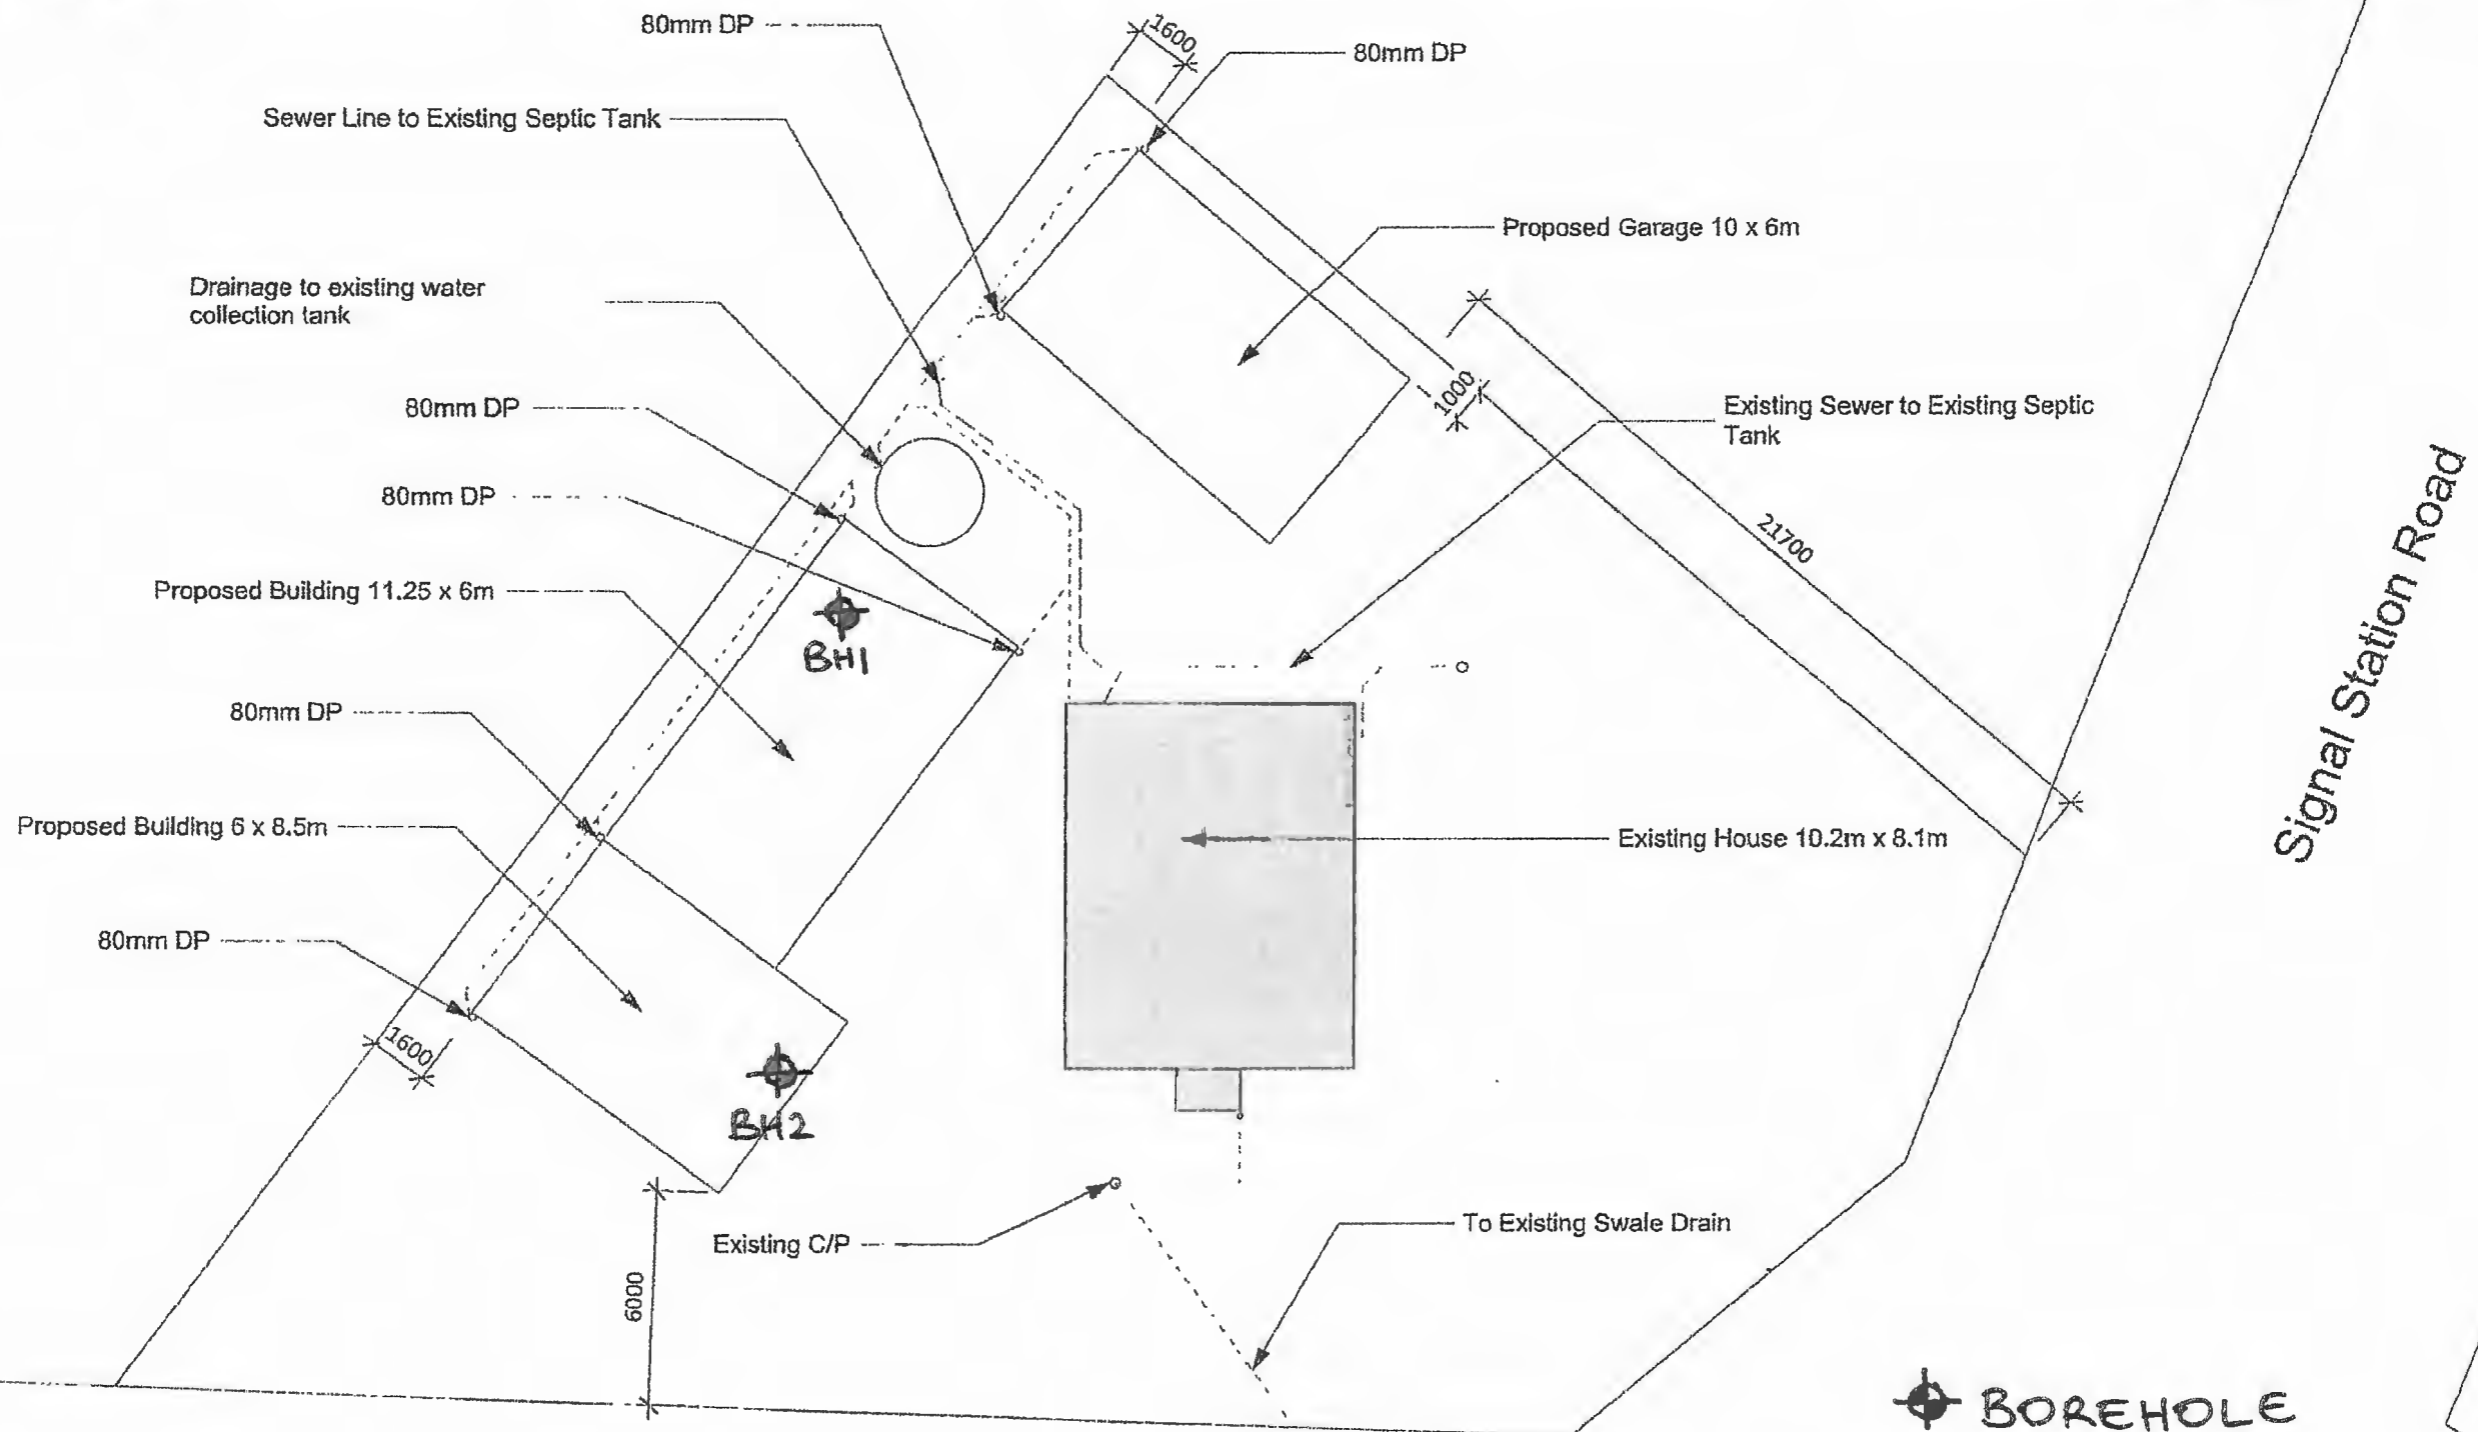 80mm DP
1600
80mm DP
Sewer Line to Existing Septic Tank
Proposed Garage 10 x 6m
Drainage to existing water
collection tank
80mm DP
1000
Existing Sewer to Existing Septic
Tank
80mm DP
21700
Signal Station Road
Proposed Building 11.25 x 6m
BH1
80mm DP
Proposed Building 6 x 8.5m
Existing House 10.2m x 8.1m
80mm DP
1600
BH2
Existing C/P
To Existing Swale Drain
6000
BOREHOLE